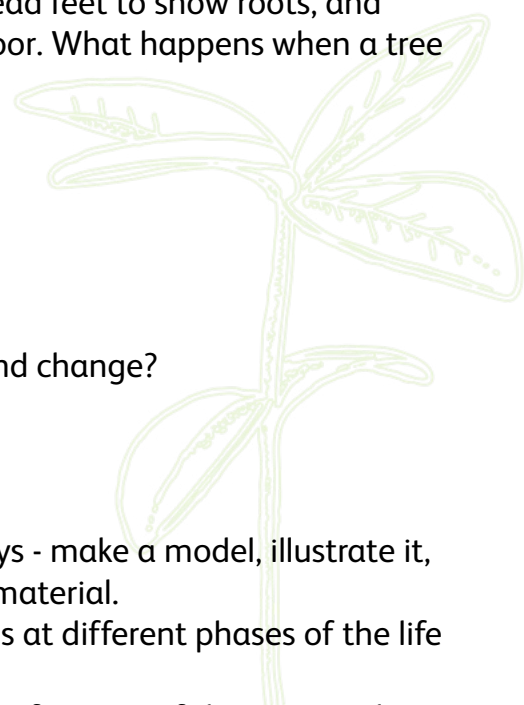 ead feet to show roots, and
oor. What happens when a tree
nd change?
ys - make a model, illustrate it,
material.
s at different phases of the life